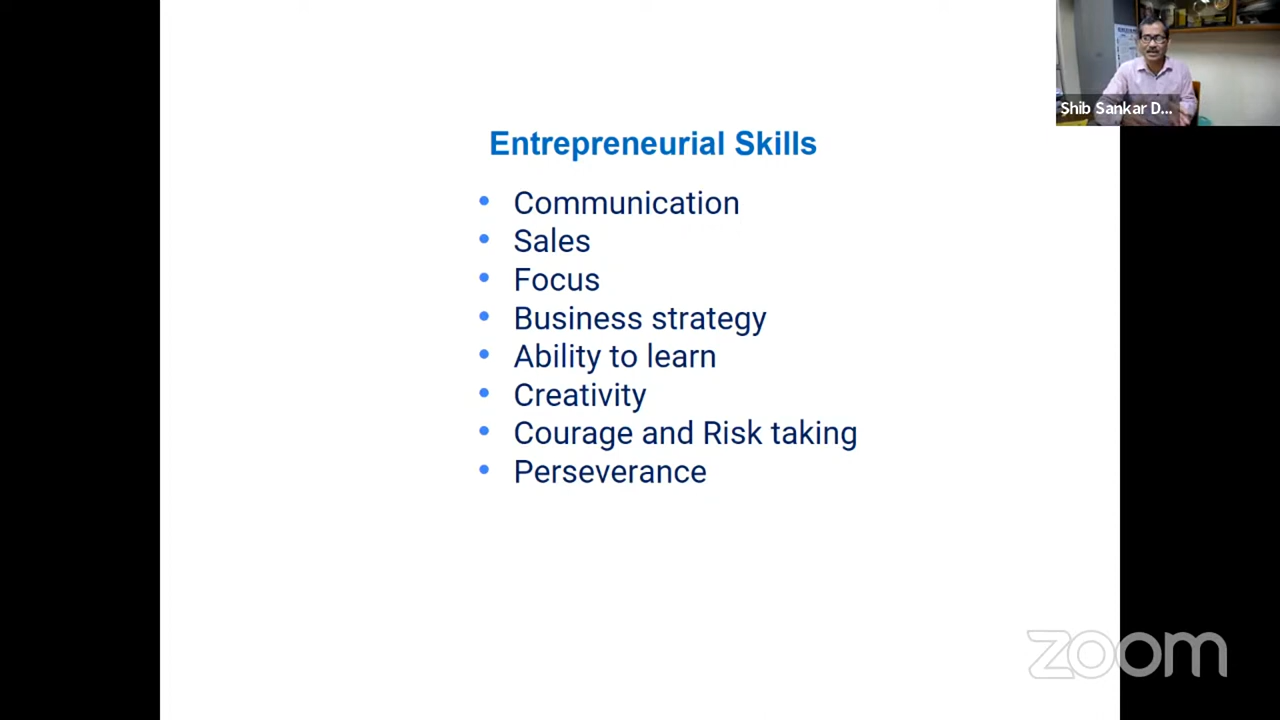 Shib Sankar D...
Entrepreneurial Skills
• Communication
• Sales
• Focus
• Business strategy
• Ability to learn
• Creativity
• Courage and Risk taking
• Perseverance
zoom